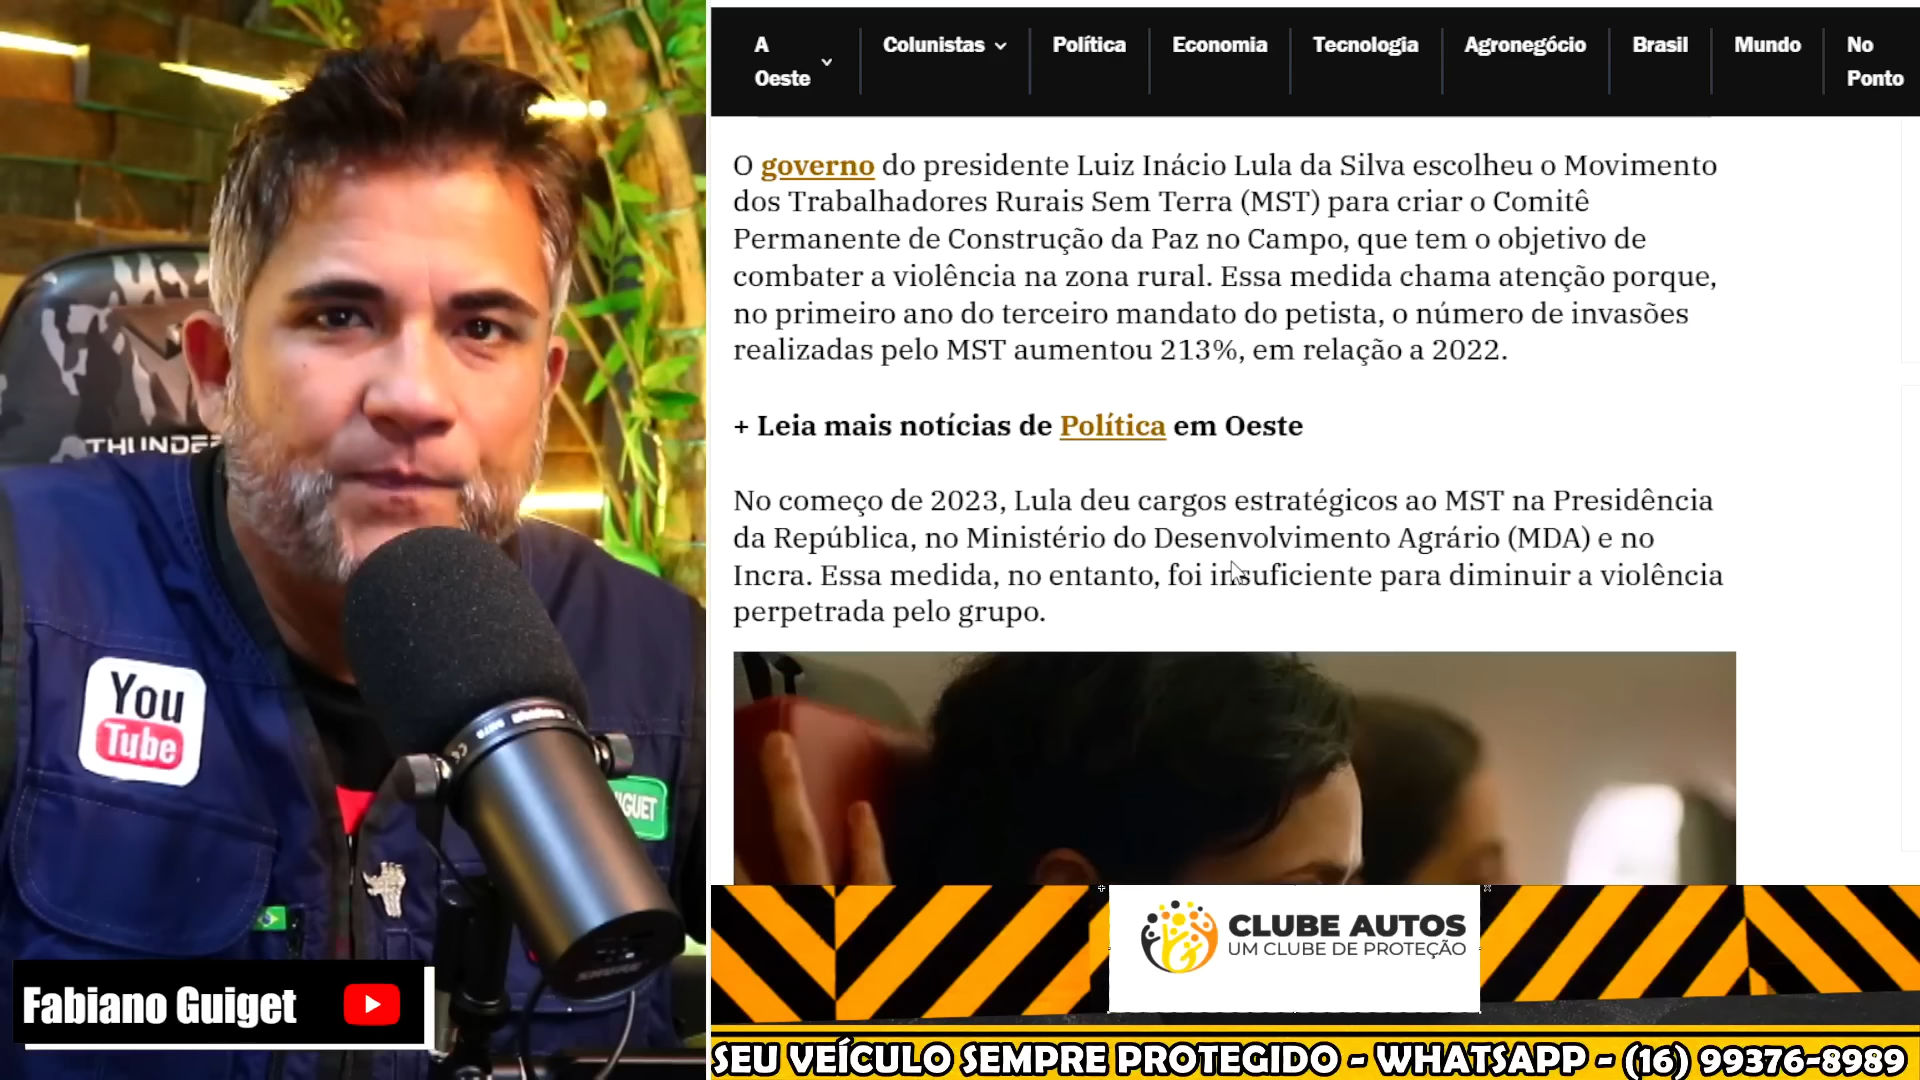 A
Oeste
Colunistas
Política
Economia
Tecnologia
Agronegócio
Brasil
Mundo
No
Ponto
O governo do presidente Luiz Inácio Lula da Silva escolheu o Movimento
dos Trabalhadores Rurais Sem Terra (MST) para criar o Comitê
Permanente de Construção da Paz no Campo, que tem o objetivo de
combater a violência na zona rural. Essa medida chama atenção porque,
no primeiro ano do terceiro mandato do petista, o número de invasões
realizadas pelo MST aumentou 213%, em relação a 2022.
+ Leia mais notícias de Política em Oeste
No começo de 2023, Lula deu cargos estratégicos ao MST na Presidência
da República, no Ministério do Desenvolvimento Agrário (MDA) e no
Incra. Essa medida, no entanto, foi insuficiente para diminuir a violência
perpetrada pelo grupo.
THUNDE
You
Tube
GUET
Fabiano Guiget
CLUBE AUTOS
UM CLUBE DE PROTEÇÃO
SEU VEÍCULO SEMPRE PROTEGIDO - WHATSAPP - (16) 99376-8989